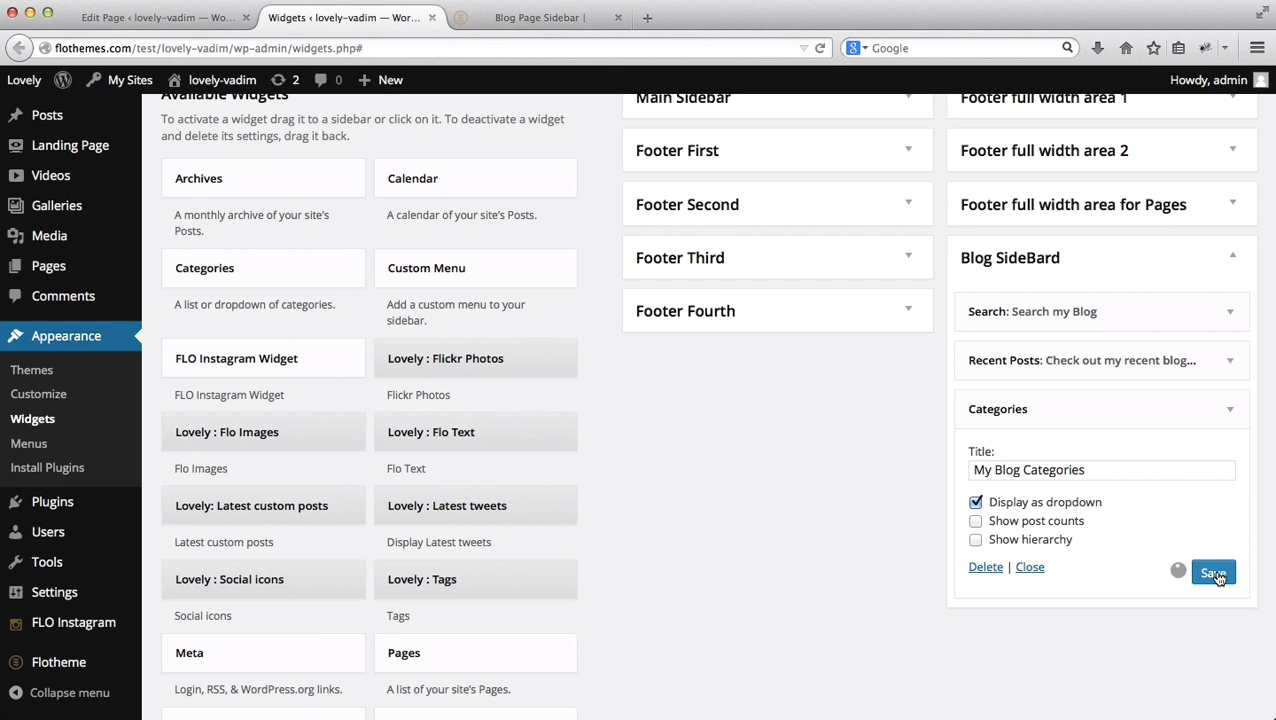 Edit Page ‹ lovely-vadim — Wo...
Widgets ‹ lovely-vadim — Wor...
Blog Page Sidebar |
flothemes.com/test/lovely-vadim/wp-admin/widgets.php#
Google
Lovely
My Sites
lovely-vadim
2
0
New
Howdy, admin
Posts
Landing Page
Videos
Galleries
Media
Pages
Comments
Appearance
Themes
Customize
Widgets
Menus
Install Plugins
Plugins
Users
Tools
Settings
FLO Instagram
Flotheme
Collapse menu
Available Widgets
To activate a widget drag it to a sidebar or click on it. To deactivate a widget
and delete its settings, drag it back.
Archives
A monthly archive of your site's
Posts.
Calendar
A calendar of your site's Posts.
Categories
A list or dropdown of categories.
Custom Menu
Add a custom menu to your
sidebar.
FLO Instagram Widget
FLO Instagram Widget
Lovely : Flickr Photos
Flickr Photos
Lovely : Flo Images
Flo Images
Lovely : Flo Text
Flo Text
Lovely: Latest custom posts
Latest custom posts
Lovely : Latest tweets
Display Latest tweets
Lovely : Social icons
Social icons
Lovely : Tags
Tags
Meta
Login, RSS, & WordPress.org links.
Pages
A list of your site's Pages.
Main Sidebar
Footer First
Footer Second
Footer Third
Footer Fourth
Footer full width area 1
Footer full width area 2
Footer full width area for Pages
Blog SideBard
Search: Search my Blog
Recent Posts: Check out my recent blog...
Categories
Title:
My Blog Categories
Display as dropdown
Show post counts
Show hierarchy
Delete | Close
Save